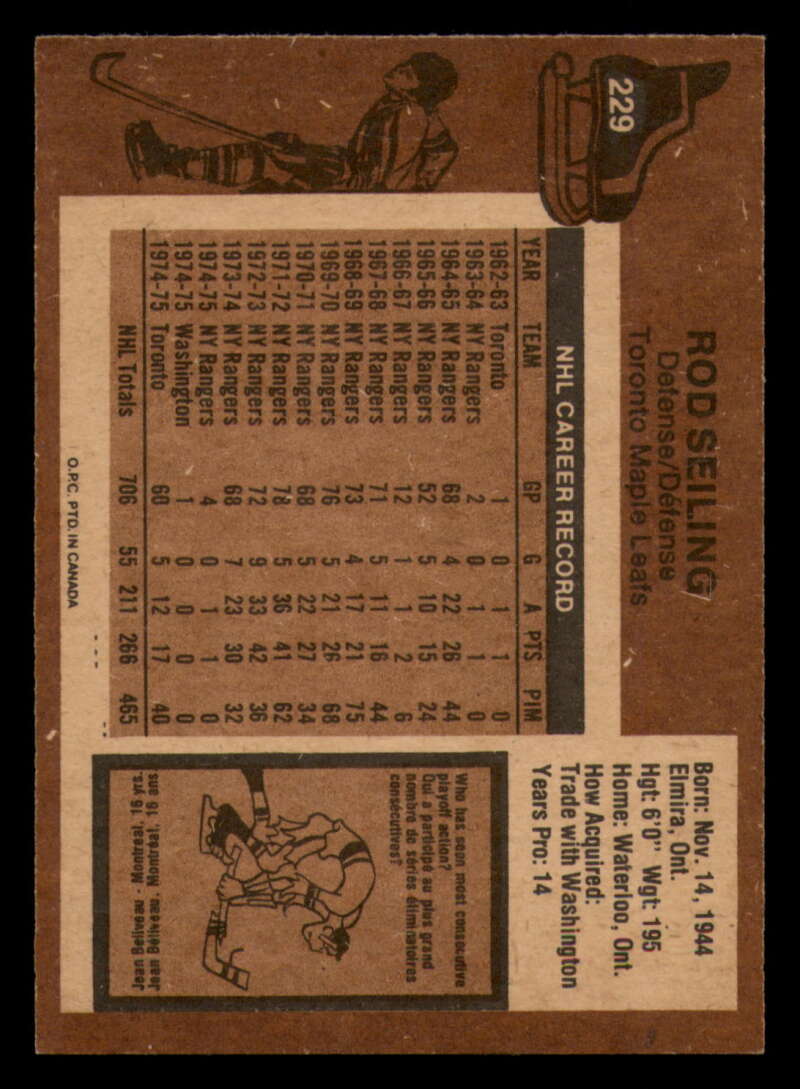 229
ROD SEILING
Defense/Défense
Toronto Maple Leafs
Born: Nov. 14, 1944
Elmira, Ont.
Hgt: 6'0" Wgt: 195
Home: Waterloo, Ont.
How Acquired:
Trade with Washington
Years Pro: 14
NHL CAREER RECORD
YEAR TEAM GP G A PTS PIM
1962-63 Toronto 1 0 1 1 0
1963-64 NY Rangers 2 0 1 1 0
1964-65 NY Rangers 68 4 22 26 44
1965-66 NY Rangers 52 5 10 15 24
1966-67 NY Rangers 12 1 1 2 6
1967-68 NY Rangers 71 5 11 16 44
1968-69 NY Rangers 73 4 17 21 75
1969-70 NY Rangers 76 5 21 26 68
1970-71 NY Rangers 68 5 22 27 34
1971-72 NY Rangers 78 5 36 41 62
1972-73 NY Rangers 72 9 33 42 36
1973-74 NY Rangers 68 7 23 30 32
1974-75 NY Rangers 4 0 1 1 0
1974-75 Washington 1 0 0 0 0
1974-75 Toronto 60 5 12 17 40
NHL Totals 706 55 211 266 465
O.P.C. PTD. IN CANADA
Who has seen most consecutive
playoff action?
Qui a participé au plus grand
nombre de séries éliminatoires
consécutives?
Jean Beliveau - Montreal, 16 yrs.
Jean Béliveau, Montréal, 16 ans